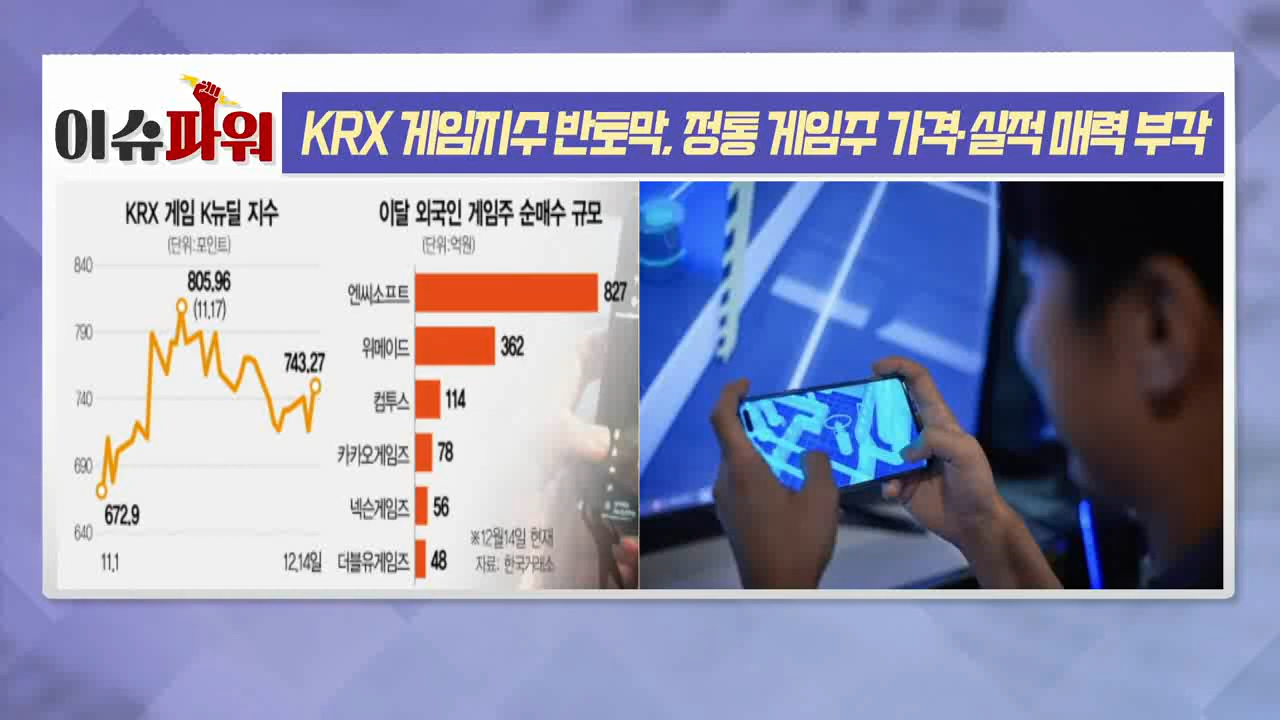 이슈파워
KRX 게임지수 반토막, 정통 게임주 가격·실적 매력 부각
KRX 게임 K뉴딜 지수
(단위:포인트)
840
790
740
690
640
805.96
(11.17)
743.27
672.9
11.1
12.14일
이달 외국인 게임주 순매수 규모
(단위:억원)
엔씨소프트 827
위메이드 362
컴투스 114
카카오게임즈 78
넥슨게임즈 56
더블유게임즈 48
※12월14일 현재
자료: 한국거래소